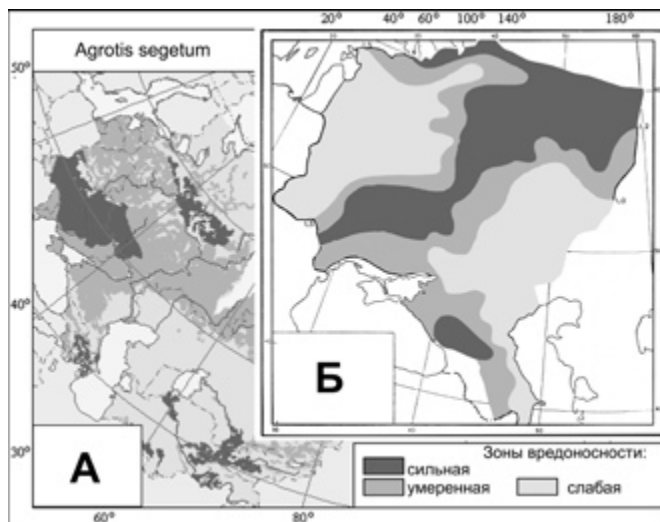 20° 40° 60° 100° 140° 180°
Agrotis segetum
50°
40°
30°
А
Б
60° 80°
Зоны вредоносности:
сильная
умеренная слабая